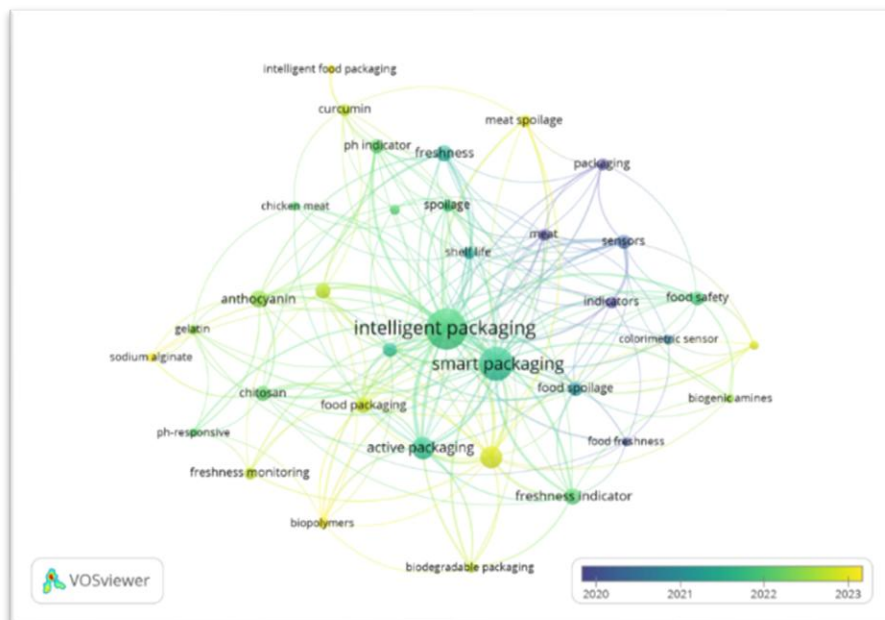 intelligent food packaging
curcumin
meat spoilage
ph indicator
freshness
packaging
chicken meat
spoilage
meat
sensors
shelf life
anthocyanin
indicators
food safety
gelatin
intelligent packaging
colorimetric sensor
sodium alginate
smart packaging
chitosan
food packaging
food spoilage
biogenic amines
ph-responsive
active packaging
food freshness
freshness monitoring
freshness indicator
biopolymers
biodegradable packaging
VOSviewer
2020 2021 2022 2023